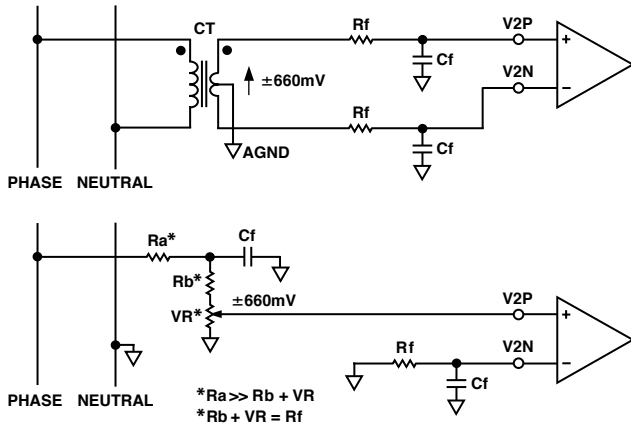 CT
Rf
V2P
Cf
±660mV
V2N
Rf
Cf
AGND
PHASE NEUTRAL
Ra*
Cf
Rb*
±660mV
VR*
V2P
Rf
V2N
Cf
PHASE NEUTRAL
*Ra >> Rb + VR
*Rb + VR = Rf